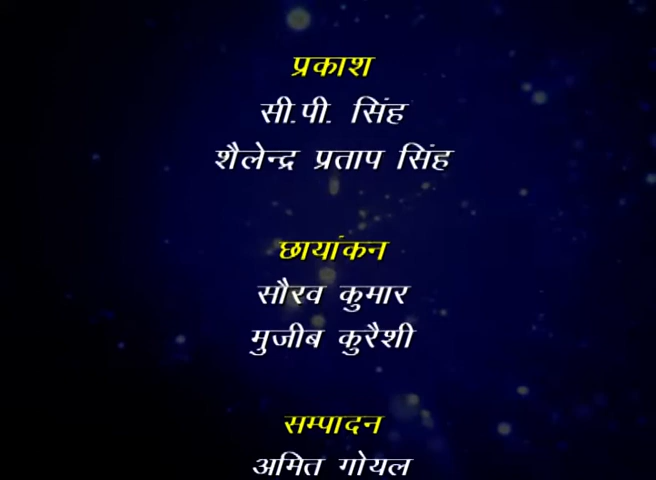 प्रकाश
सी.पी. सिंह
शैलेन्द्र प्रताप सिंह
छायांकन
सौरव कुमार
मुजीब कुरैशी
सम्पादन
अमित गोयल